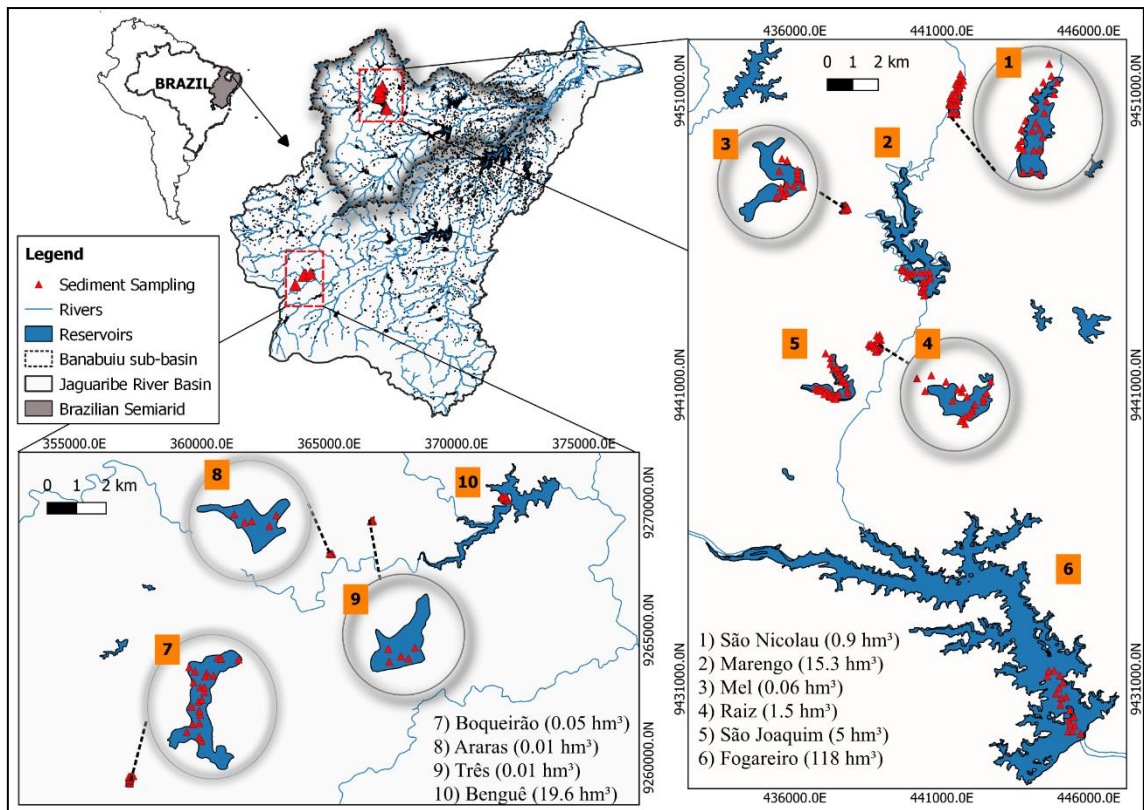 BRAZIL
Legend
Sediment Sampling
Rivers
Reservoirs
Banabuiu sub-basin
Jaguaribe River Basin
Brazilian Semiarid
436000.0E 441000.0E 446000.0E
0 1 2 km
1
2
3
4
5
6
9451000.0N 9451000.0N
9441000.0N 9441000.0N
9431000.0N 9431000.0N
1) São Nicolau (0.9 hm³)
2) Marengo (15.3 hm³)
3) Mel (0.06 hm³)
4) Raiz (1.5 hm³)
5) São Joaquim (5 hm³)
6) Fogareiro (118 hm³)
436000.0E 441000.0E 446000.0E
355000.0E 360000.0E 365000.0E 370000.0E 375000.0E
0 1 2 km
8
10
9
7
9270000.0N
9265000.0N
9260000.0N
7) Boqueirão (0.05 hm³)
8) Araras (0.01 hm³)
9) Três (0.01 hm³)
10) Benguê (19.6 hm³)